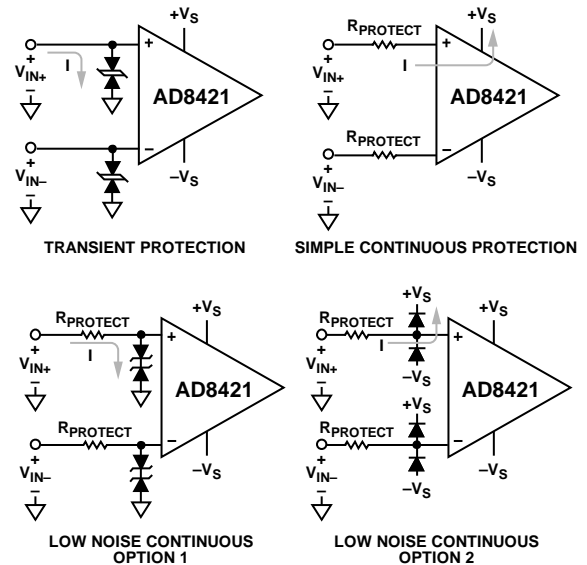 +VS
I
+
VIN+
−
+
AD8421
+
VIN–
−
–
–VS
TRANSIENT PROTECTION
+VS
RPROTECT
I
+
VIN+
−
+
AD8421
RPROTECT
+
VIN–
−
–
–VS
SIMPLE CONTINUOUS PROTECTION
+VS
RPROTECT
I
+
VIN+
−
+
AD8421
RPROTECT
+
VIN–
−
–
–VS
LOW NOISE CONTINUOUS
OPTION 1
+VS
+VS
RPROTECT
I
+
VIN+
−
+
–VS
AD8421
+VS
RPROTECT
+
VIN–
−
–
–VS
–VS
LOW NOISE CONTINUOUS
OPTION 2